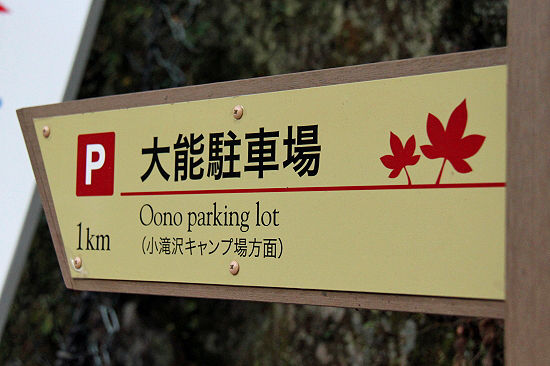 P 大能駐車場
1km Oono parking lot
(小滝沢キャンプ場方面)